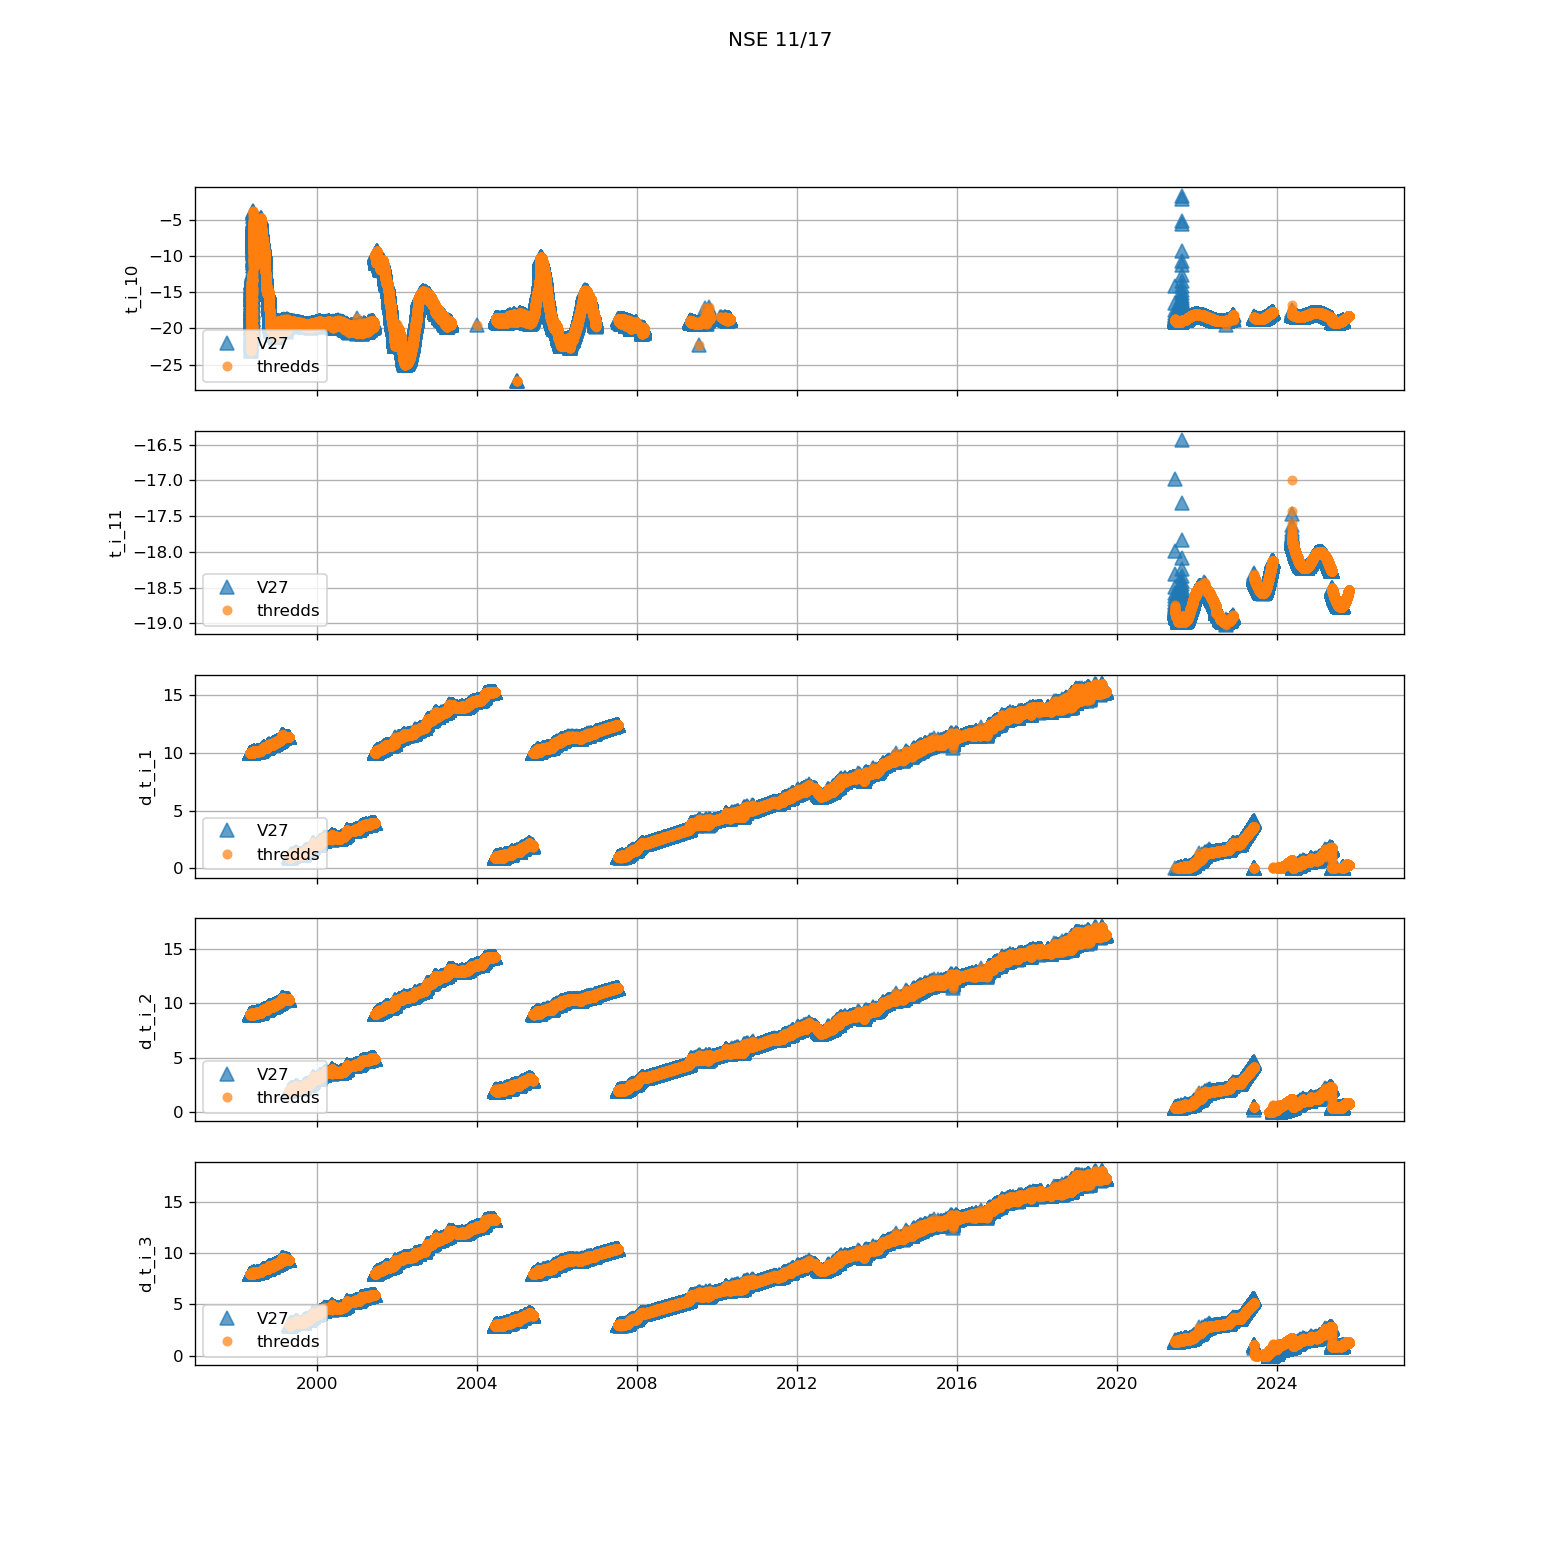 NSE 11/17
t_i_10
−5
−10
−15
−20
−25
V27
thredds
t_i_11
−16.5
−17.0
−17.5
−18.0
−18.5
−19.0
V27
thredds
d_t_i_1
15
10
5
0
V27
thredds
d_t_i_2
15
10
5
0
V27
thredds
d_t_i_3
15
10
5
0
V27
thredds
2000 2004 2008 2012 2016 2020 2024